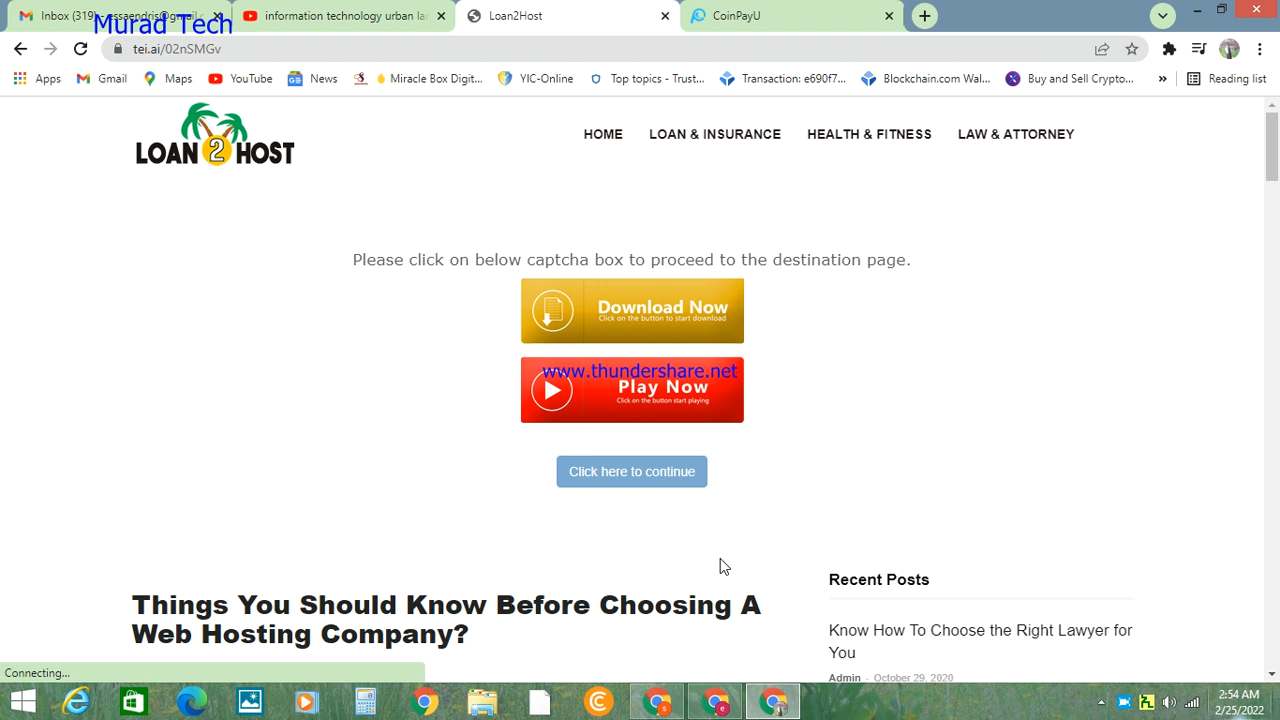 Inbox (319) - essaendris@gmail
information technology urban lan
Loan2Host
CoinPayU
Murad Tech
tei.ai/02nSMGv
Apps
Gmail
Maps
YouTube
News
Miracle Box Digit...
YIC-Online
Top topics - Trust...
Transaction: e690f7...
Blockchain.com Wal...
Buy and Sell Crypto...
»
Reading list
LOAN 2 HOST
HOME
LOAN & INSURANCE
HEALTH & FITNESS
LAW & ATTORNEY
Please click on below captcha box to proceed to the destination page.
Download Now
Click on the button to start download
www.thundershare.net
Play Now
Click on the button start playing
Click here to continue
Things You Should Know Before Choosing A
Web Hosting Company?
Recent Posts
Know How To Choose the Right Lawyer for
You
Admin - October 29, 2020
Connecting...
2:54 AM
2/25/2022